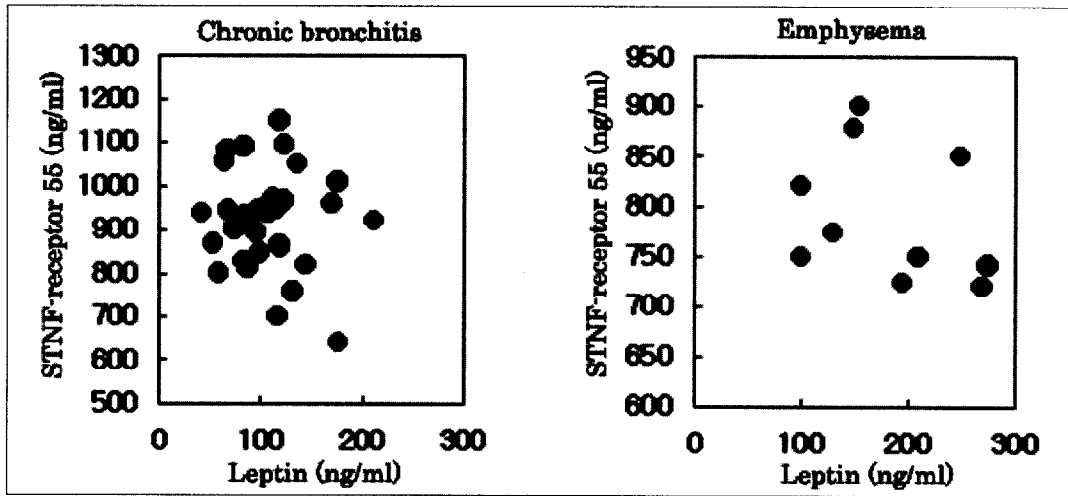 Chronic bronchitis
STNF-receptor 55 (ng/ml)
1300
1200
1100
1000
900
800
700
600
500
0 100 200 300
Leptin (ng/ml)
Emphysema
STNF-receptor 55 (ng/ml)
950
900
850
800
750
700
650
600
0 100 200 300
Leptin (ng/ml)